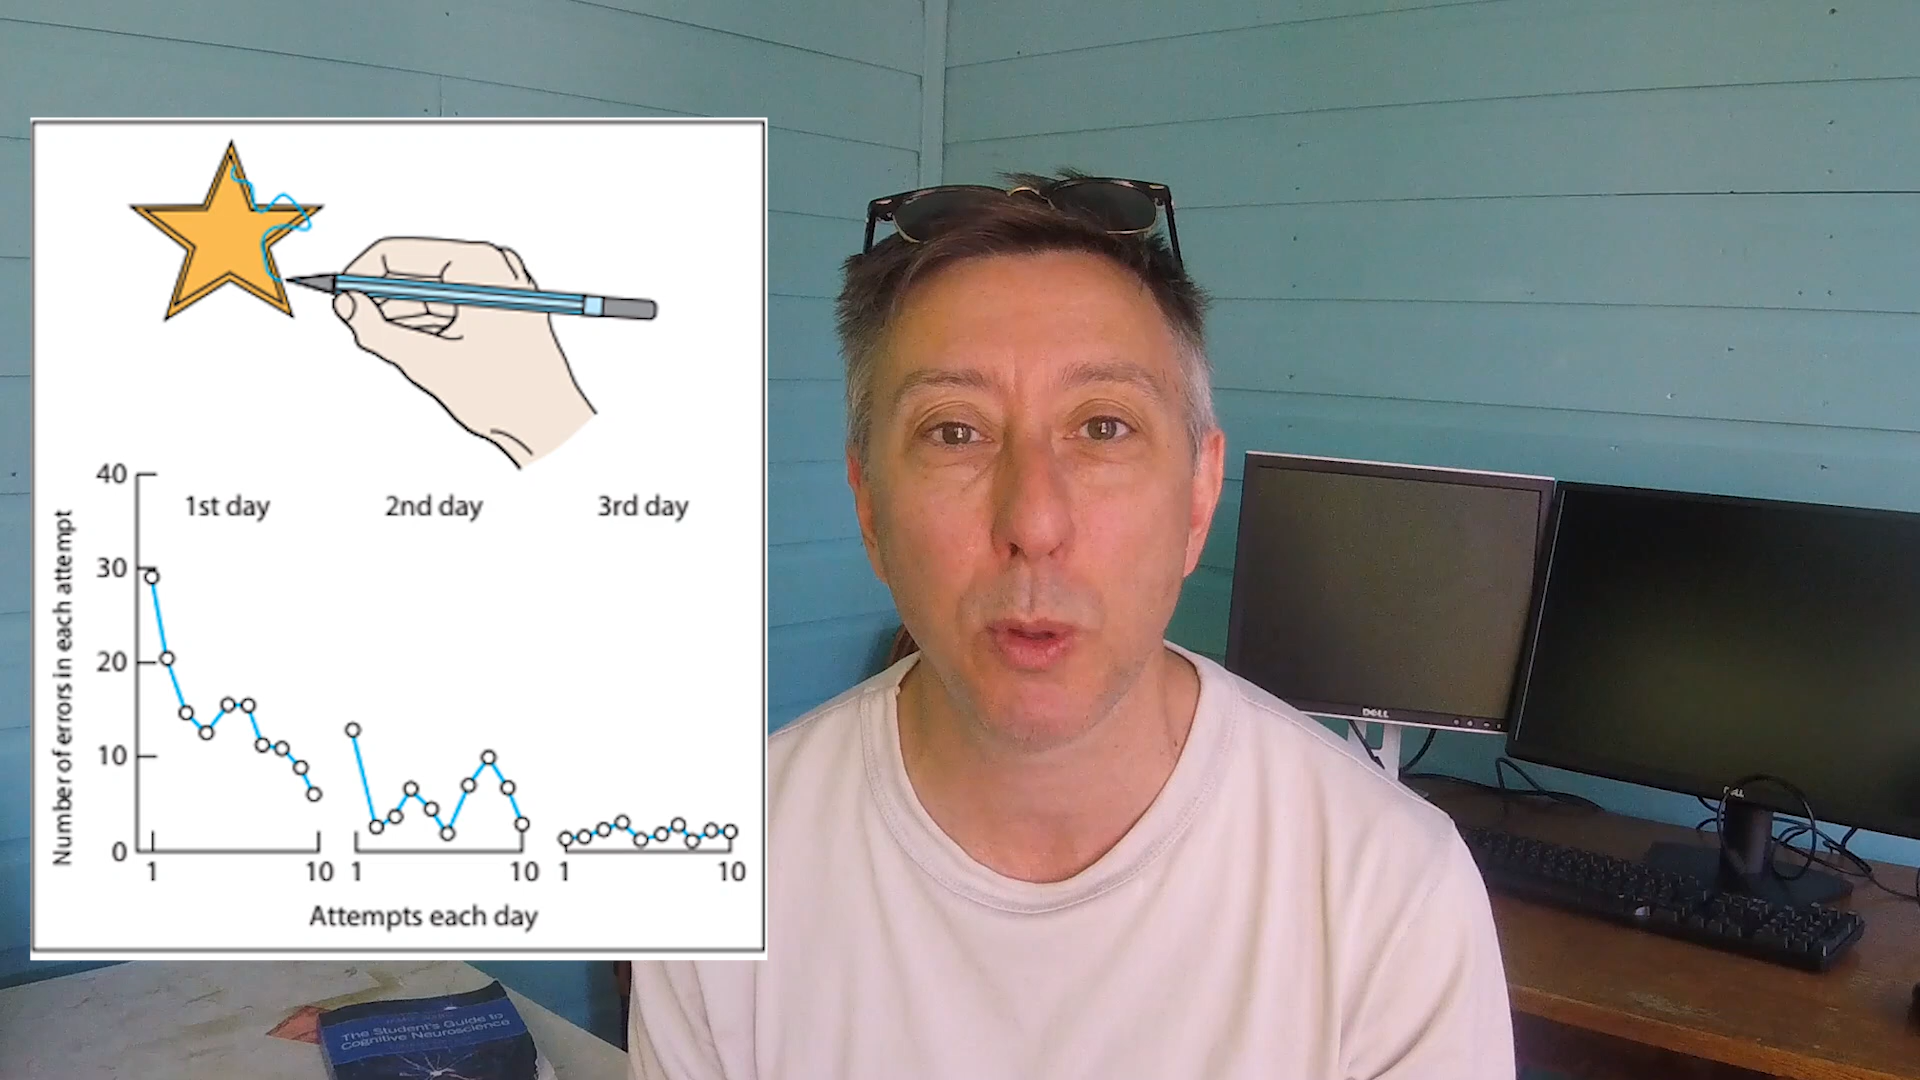 40
1st day
2nd day
3rd day
30
20
10
0
Number of errors in each attempt
1
10
1
10
1
10
Attempts each day
The Student's Guide to
Cognitive Neuroscience
DELL
DELL